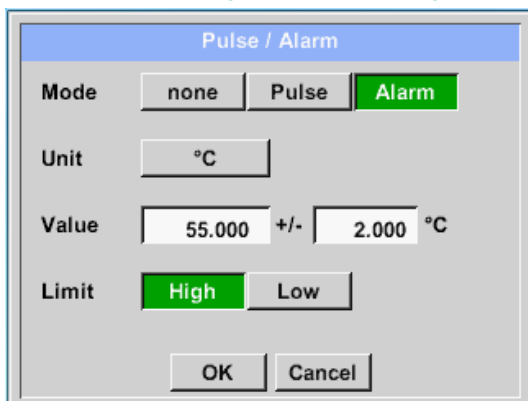 Pulse / Alarm
Mode none Pulse Alarm
Unit °C
Value 55.000 +/- 2.000 °C
Limit High Low
OK Cancel